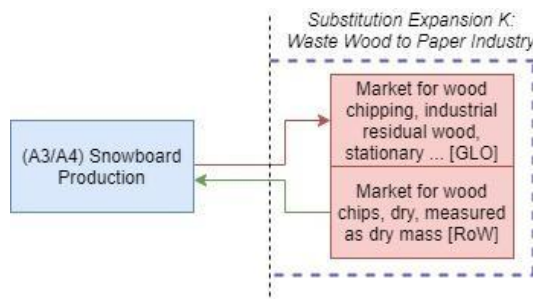 Substitution Expansion K:
Waste Wood to Paper Industry
Market for wood
chipping, industrial
residual wood,
stationary ... [GLO]
(A3/A4) Snowboard
Production
Market for wood
chips, dry, measured
as dry mass [RoW]